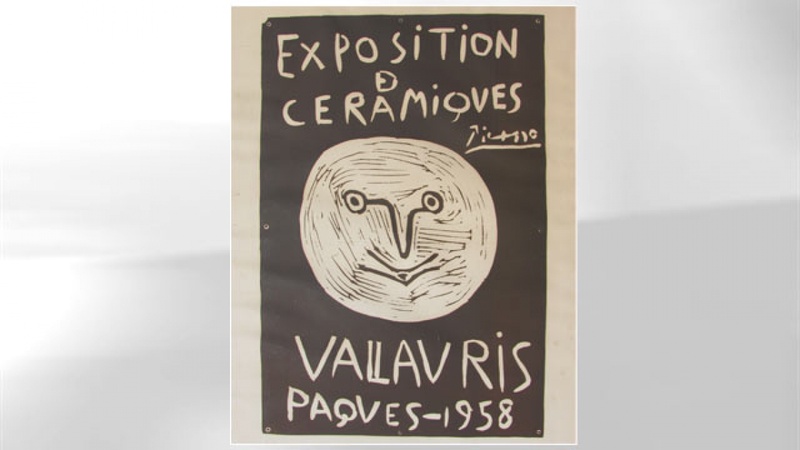 EXPOSITION
DE
CERAMiQUES
Picasso
VALLAURiS
PAQUES-1958